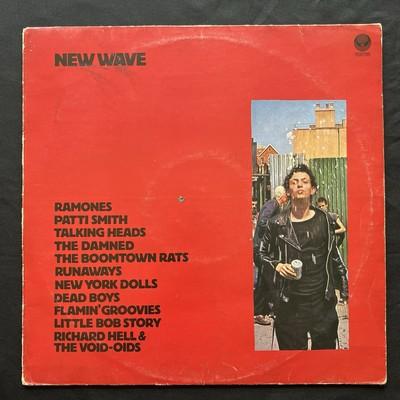 NEW WAVE
RAMONES
PATTI SMITH
TALKING HEADS
THE DAMNED
THE BOOMTOWN RATS
RUNAWAYS
NEW YORK DOLLS
DEAD BOYS
FLAMIN' GROOVIES
LITTLE BOB STORY
RICHARD HELL &
THE VOID-OIDS